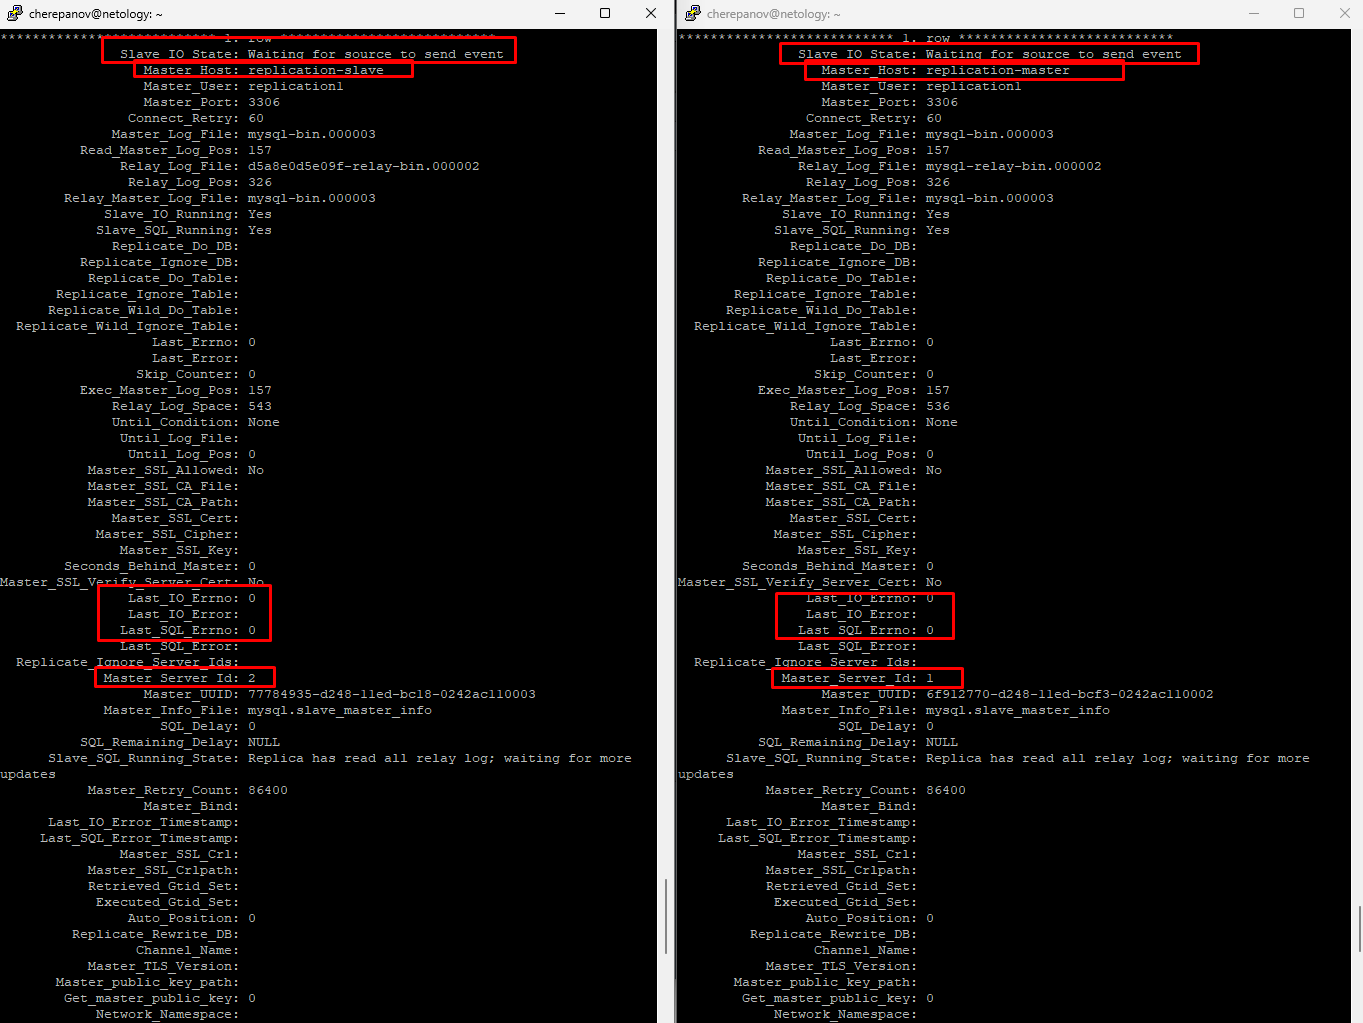 cherepanov@netology: ~
*************************** 1. row ***************************
Slave_IO_State: Waiting for source to send event
Master_Host: replication-slave
Master_User: replication1
Master_Port: 3306
Connect_Retry: 60
Master_Log_File: mysql-bin.000003
Read_Master_Log_Pos: 157
Relay_Log_File: d5a8e0d5e09f-relay-bin.000002
Relay_Log_Pos: 326
Relay_Master_Log_File: mysql-bin.000003
Slave_IO_Running: Yes
Slave_SQL_Running: Yes
Replicate_Do_DB:
Replicate_Ignore_DB:
Replicate_Do_Table:
Replicate_Ignore_Table:
Replicate_Wild_Do_Table:
Replicate_Wild_Ignore_Table:
Last_Errno: 0
Last_Error:
Skip_Counter: 0
Exec_Master_Log_Pos: 157
Relay_Log_Space: 543
Until_Condition: None
Until_Log_File:
Until_Log_Pos: 0
Master_SSL_Allowed: No
Master_SSL_CA_File:
Master_SSL_CA_Path:
Master_SSL_Cert:
Master_SSL_Cipher:
Master_SSL_Key:
Seconds_Behind_Master: 0
Master_SSL_Verify_Server_Cert: No
Last_IO_Errno: 0
Last_IO_Error:
Last_SQL_Errno: 0
Last_SQL_Error:
Replicate_Ignore_Server_Ids:
Master_Server_Id: 2
Master_UUID: 77784935-d248-11ed-bc18-0242ac110003
Master_Info_File: mysql.slave_master_info
SQL_Delay: 0
SQL_Remaining_Delay: NULL
Slave_SQL_Running_State: Replica has read all relay log; waiting for more
updates
Master_Retry_Count: 86400
Master_Bind:
Last_IO_Error_Timestamp:
Last_SQL_Error_Timestamp:
Master_SSL_Crl:
Master_SSL_Crlpath:
Retrieved_Gtid_Set:
Executed_Gtid_Set:
Auto_Position: 0
Replicate_Rewrite_DB:
Channel_Name:
Master_TLS_Version:
Master_public_key_path:
Get_master_public_key: 0
Network_Namespace:
cherepanov@netology: ~
*************************** 1. row ***************************
Slave_IO_State: Waiting for source to send event
Master_Host: replication-master
Master_User: replication1
Master_Port: 3306
Connect_Retry: 60
Master_Log_File: mysql-bin.000003
Read_Master_Log_Pos: 157
Relay_Log_File: mysql-relay-bin.000002
Relay_Log_Pos: 326
Relay_Master_Log_File: mysql-bin.000003
Slave_IO_Running: Yes
Slave_SQL_Running: Yes
Replicate_Do_DB:
Replicate_Ignore_DB:
Replicate_Do_Table:
Replicate_Ignore_Table:
Replicate_Wild_Do_Table:
Replicate_Wild_Ignore_Table:
Last_Errno: 0
Last_Error:
Skip_Counter: 0
Exec_Master_Log_Pos: 157
Relay_Log_Space: 536
Until_Condition: None
Until_Log_File:
Until_Log_Pos: 0
Master_SSL_Allowed: No
Master_SSL_CA_File:
Master_SSL_CA_Path:
Master_SSL_Cert:
Master_SSL_Cipher:
Master_SSL_Key:
Seconds_Behind_Master: 0
Master_SSL_Verify_Server_Cert: No
Last_IO_Errno: 0
Last_IO_Error:
Last_SQL_Errno: 0
Last_SQL_Error:
Replicate_Ignore_Server_Ids:
Master_Server_Id: 1
Master_UUID: 6f912770-d248-11ed-bcf3-0242ac110002
Master_Info_File: mysql.slave_master_info
SQL_Delay: 0
SQL_Remaining_Delay: NULL
Slave_SQL_Running_State: Replica has read all relay log; waiting for more
updates
Master_Retry_Count: 86400
Master_Bind:
Last_IO_Error_Timestamp:
Last_SQL_Error_Timestamp:
Master_SSL_Crl:
Master_SSL_Crlpath:
Retrieved_Gtid_Set:
Executed_Gtid_Set:
Auto_Position: 0
Replicate_Rewrite_DB:
Channel_Name:
Master_TLS_Version:
Master_public_key_path:
Get_master_public_key: 0
Network_Namespace: